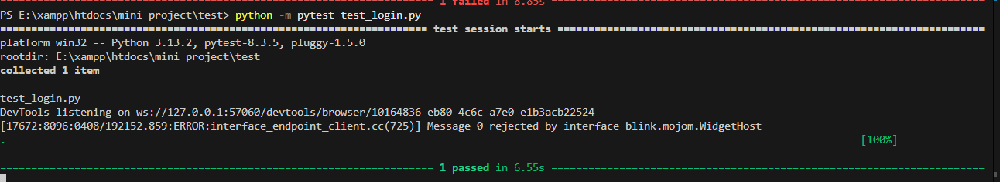 ============================================================================ 1 failed in 8.85s ============================================================================
PS E:\xampp\htdocs\mini project\test> python -m pytest test_login.py
===================================================================== test session starts =====================================================================
platform win32 -- Python 3.13.2, pytest-8.3.5, pluggy-1.5.0
rootdir: E:\xampp\htdocs\mini project\test
collected 1 item
test_login.py
DevTools listening on ws://127.0.0.1:57060/devtools/browser/10164836-eb80-4c6c-a7e0-e1b3acb22524
[17672:8096:0408/192152.859:ERROR:interface_endpoint_client.cc(725)] Message 0 rejected by interface blink.mojom.WidgetHost
. [100%]
====================================================================== 1 passed in 6.55s ======================================================================